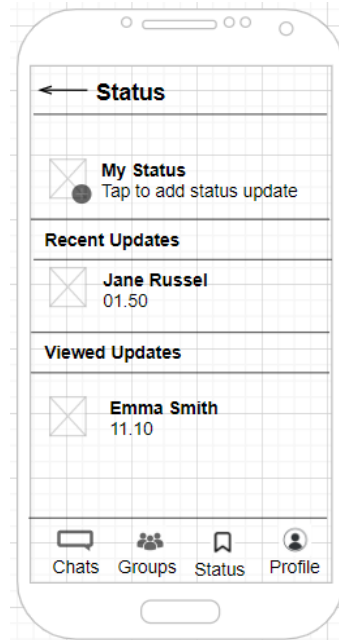 Status
My Status
Tap to add status update
Recent Updates
Jane Russel
01.50
Viewed Updates
Emma Smith
11.10
Chats Groups Status Profile